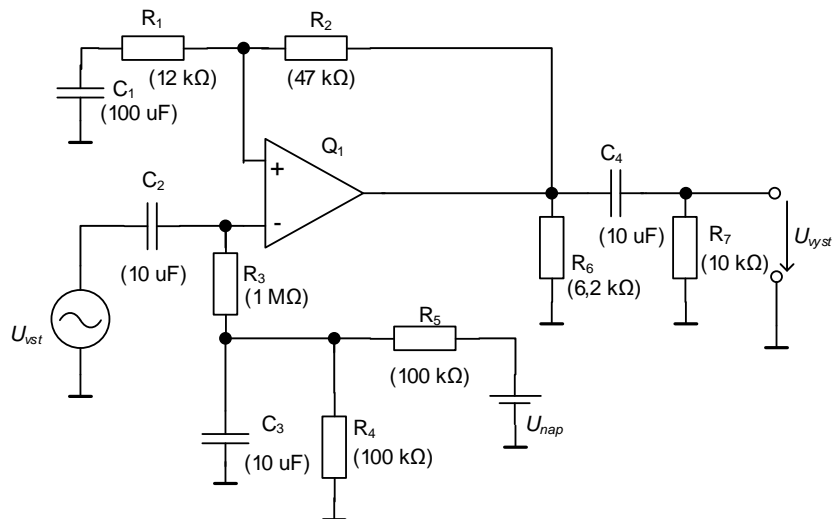 R1
R2
(12 kΩ)
(47 kΩ)
C1
(100 uF)
Q1
C4
+
-
C2
(10 uF)
(10 uF)
R3
(1 MΩ)
R6
(6,2 kΩ)
R7
(10 kΩ)
Uvyst
Uvst
R5
(100 kΩ)
C3
(10 uF)
R4
(100 kΩ)
Unap